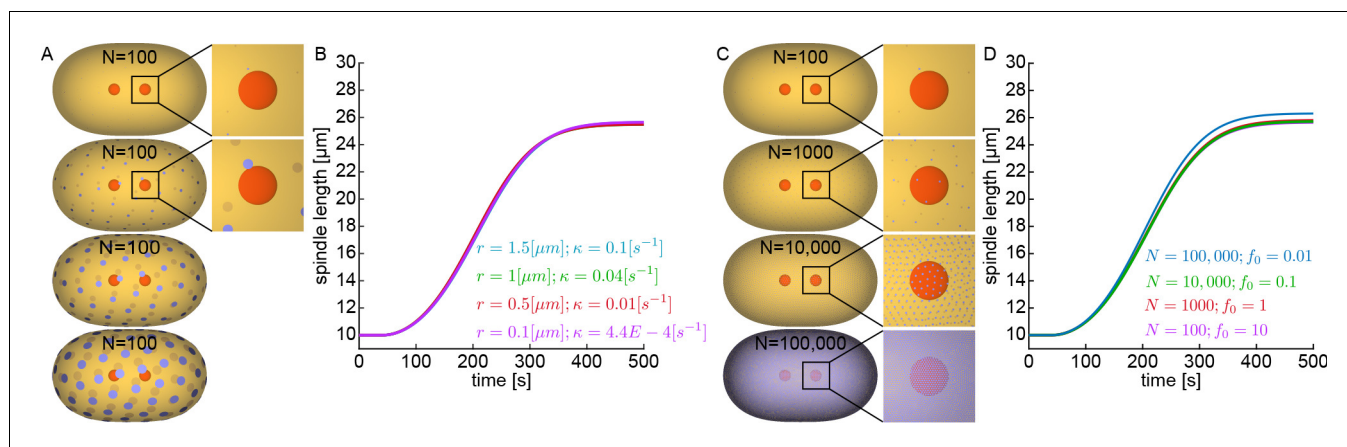 A
N=100
N=100
N=100
N=100
B
spindle length [μm]
30
28
26
24
22
20
18
16
14
12
10
r = 1.5[μm]; κ = 0.1[s⁻¹]
r = 1[μm]; κ = 0.04[s⁻¹]
r = 0.5[μm]; κ = 0.01[s⁻¹]
r = 0.1[μm]; κ = 4.4E − 4[s⁻¹]
0 100 200 300 400 500
time [s]
C
N=100
N=1000
N=10,000
N=100,000
D
spindle length [μm]
30
28
26
24
22
20
18
16
14
12
10
N = 100,000; f₀ = 0.01
N = 10,000; f₀ = 0.1
N = 1000; f₀ = 1
N = 100; f₀ = 10
0 100 200 300 400 500
time [s]